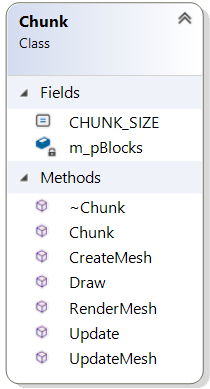 Chunk
Class
Fields
CHUNK_SIZE
m_pBlocks
Methods
~Chunk
Chunk
CreateMesh
Draw
RenderMesh
Update
UpdateMesh